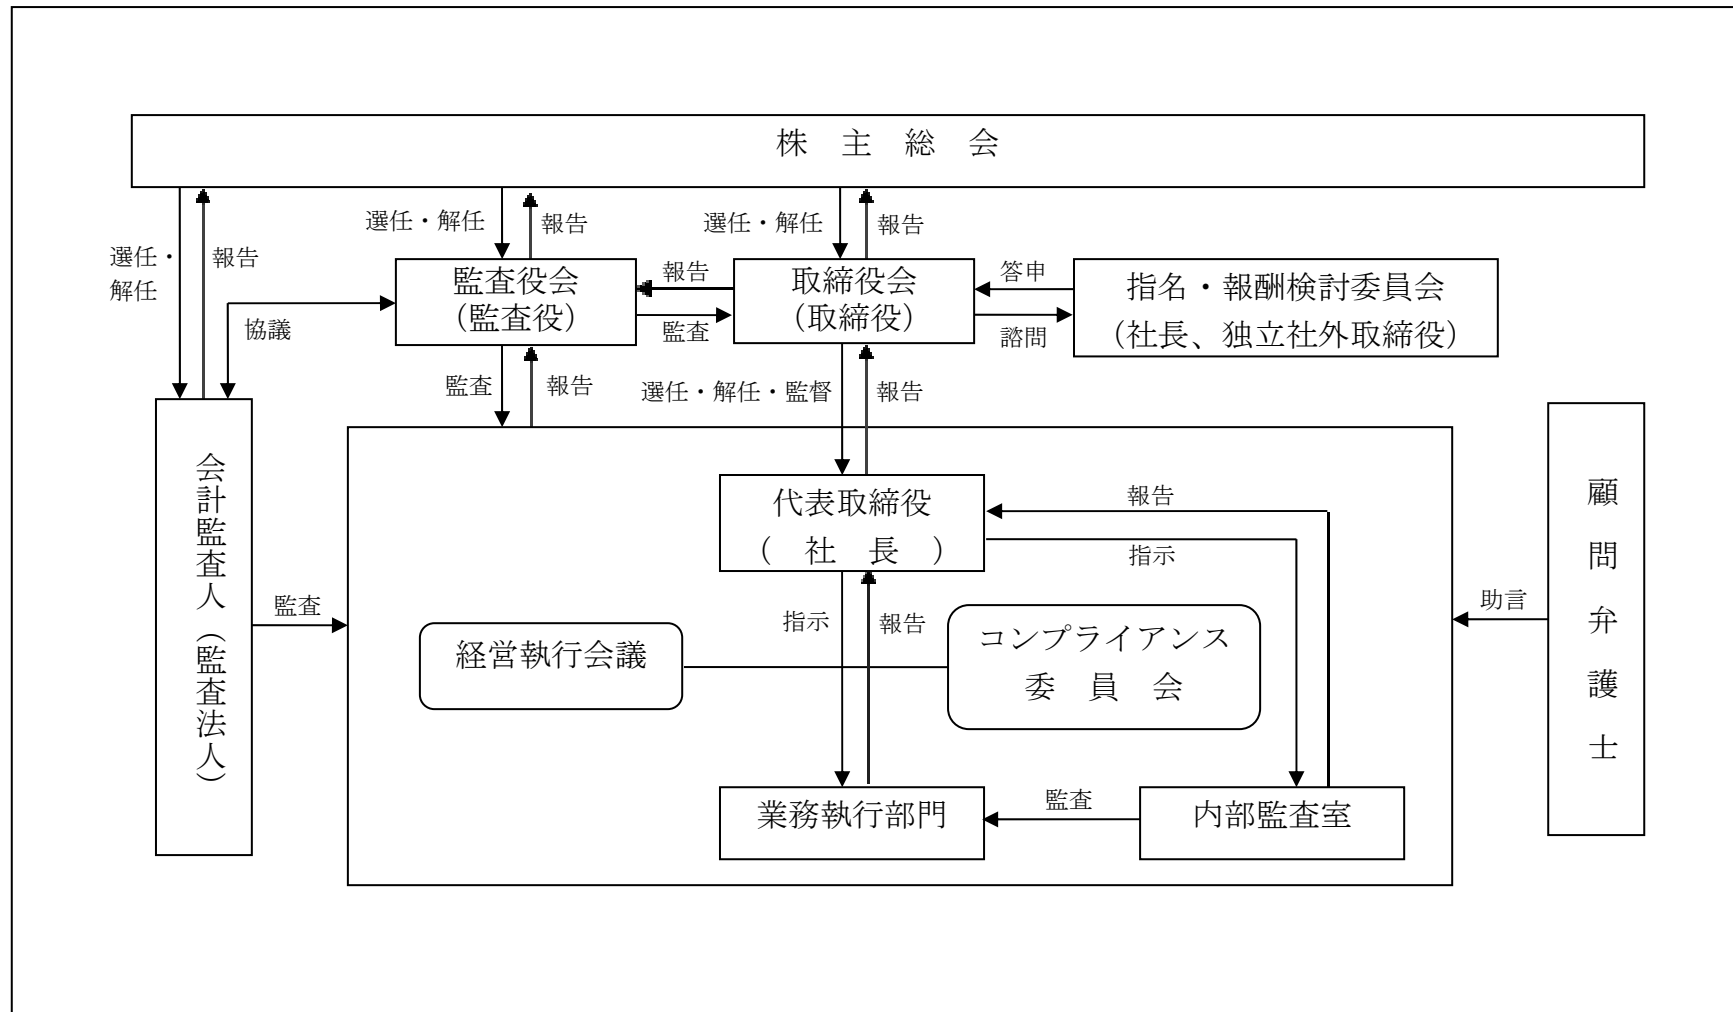 株　主　総　会
選任・解任
報告
選任・解任
報告
選任・
解任
報告
監査役会
（監査役）
報告
監査
取締役会
（取締役）
答申
諮問
指名・報酬検討委員会
（社長、独立社外取締役）
協議
監査
報告
選任・解任・監督
報告
会計監査人（監査法人）
監査
代表取締役
（　社　長　）
報告
指示
指示
報告
経営執行会議
コンプライアンス
委　員　会
業務執行部門
監査
内部監査室
助言
顧問弁護士